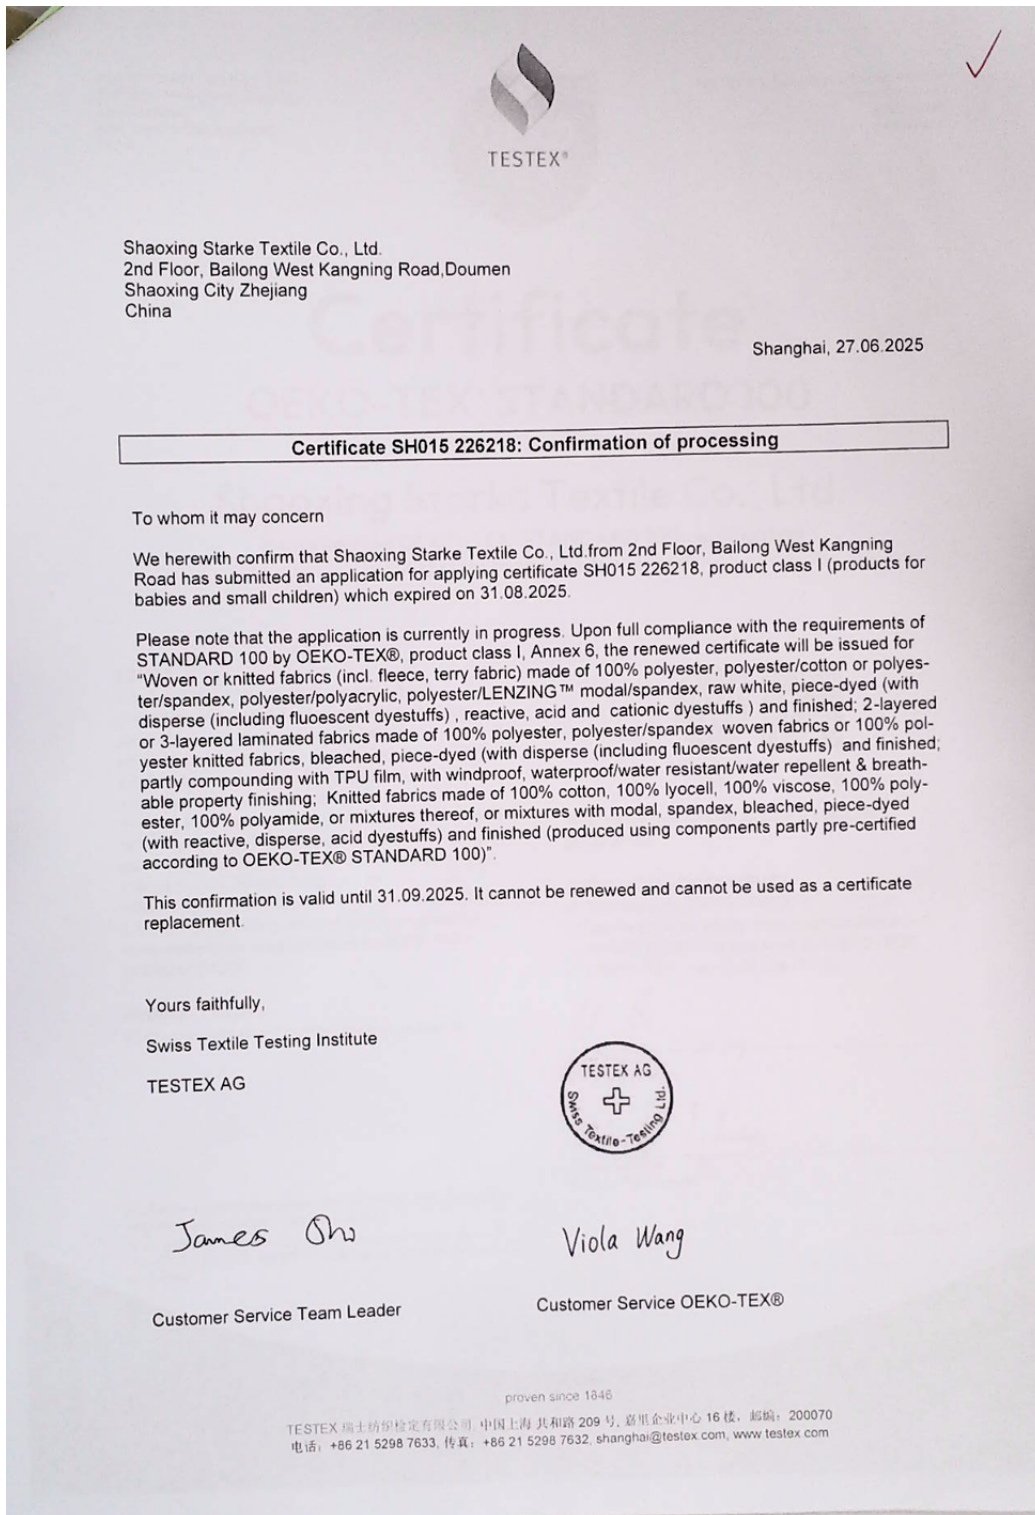 TESTEX®
Shaoxing Starke Textile Co., Ltd.
2nd Floor, Bailong West Kangning Road,Doumen
Shaoxing City Zhejiang
China
Certificate
OEKO-TEX® STANDARD 100
Shanghai, 27.06.2025
Certificate SH015 226218: Confirmation of processing
Shaoxing Starke Textile Co., Ltd.
To whom it may concern
We herewith confirm that Shaoxing Starke Textile Co., Ltd.from 2nd Floor, Bailong West Kangning
Road has submitted an application for applying certificate SH015 226218, product class I (products for
babies and small children) which expired on 31.08.2025.
Please note that the application is currently in progress. Upon full compliance with the requirements of
STANDARD 100 by OEKO-TEX®, product class I, Annex 6, the renewed certificate will be issued for
“Woven or knitted fabrics (incl. fleece, terry fabric) made of 100% polyester, polyester/cotton or polyes-
ter/spandex, polyester/polyacrylic, polyester/LENZING™ modal/spandex, raw white, piece-dyed (with
disperse (including fluoescent dyestuffs) , reactive, acid and cationic dyestuffs ) and finished; 2-layered
or 3-layered laminated fabrics made of 100% polyester, polyester/spandex woven fabrics or 100% pol-
yester knitted fabrics, bleached, piece-dyed (with disperse (including fluoescent dyestuffs) and finished;
partly compounding with TPU film, with windproof, waterproof/water resistant/water repellent & breath-
able property finishing; Knitted fabrics made of 100% cotton, 100% lyocell, 100% viscose, 100% poly-
ester, 100% polyamide, or mixtures thereof, or mixtures with modal, spandex, bleached, piece-dyed
(with reactive, disperse, acid dyestuffs) and finished (produced using components partly pre-certified
according to OEKO-TEX® STANDARD 100)”.
This confirmation is valid until 31.09.2025. It cannot be renewed and cannot be used as a certificate
replacement.
Yours faithfully,
Swiss Textile Testing Institute
TESTEX AG
TESTEX AG
Swiss Textile-Testing Ltd.
James
Viola Wang
Customer Service Team Leader
Customer Service OEKO-TEX®
proven since 1846
TESTEX 瑞士纺织检定有限公司, 中国上海 共和路 209 号, 嘉里企业中心 16 楼, 邮编: 200070
电话: +86 21 5298 7633, 传真: +86 21 5298 7632, shanghai@testex.com, www.testex.com